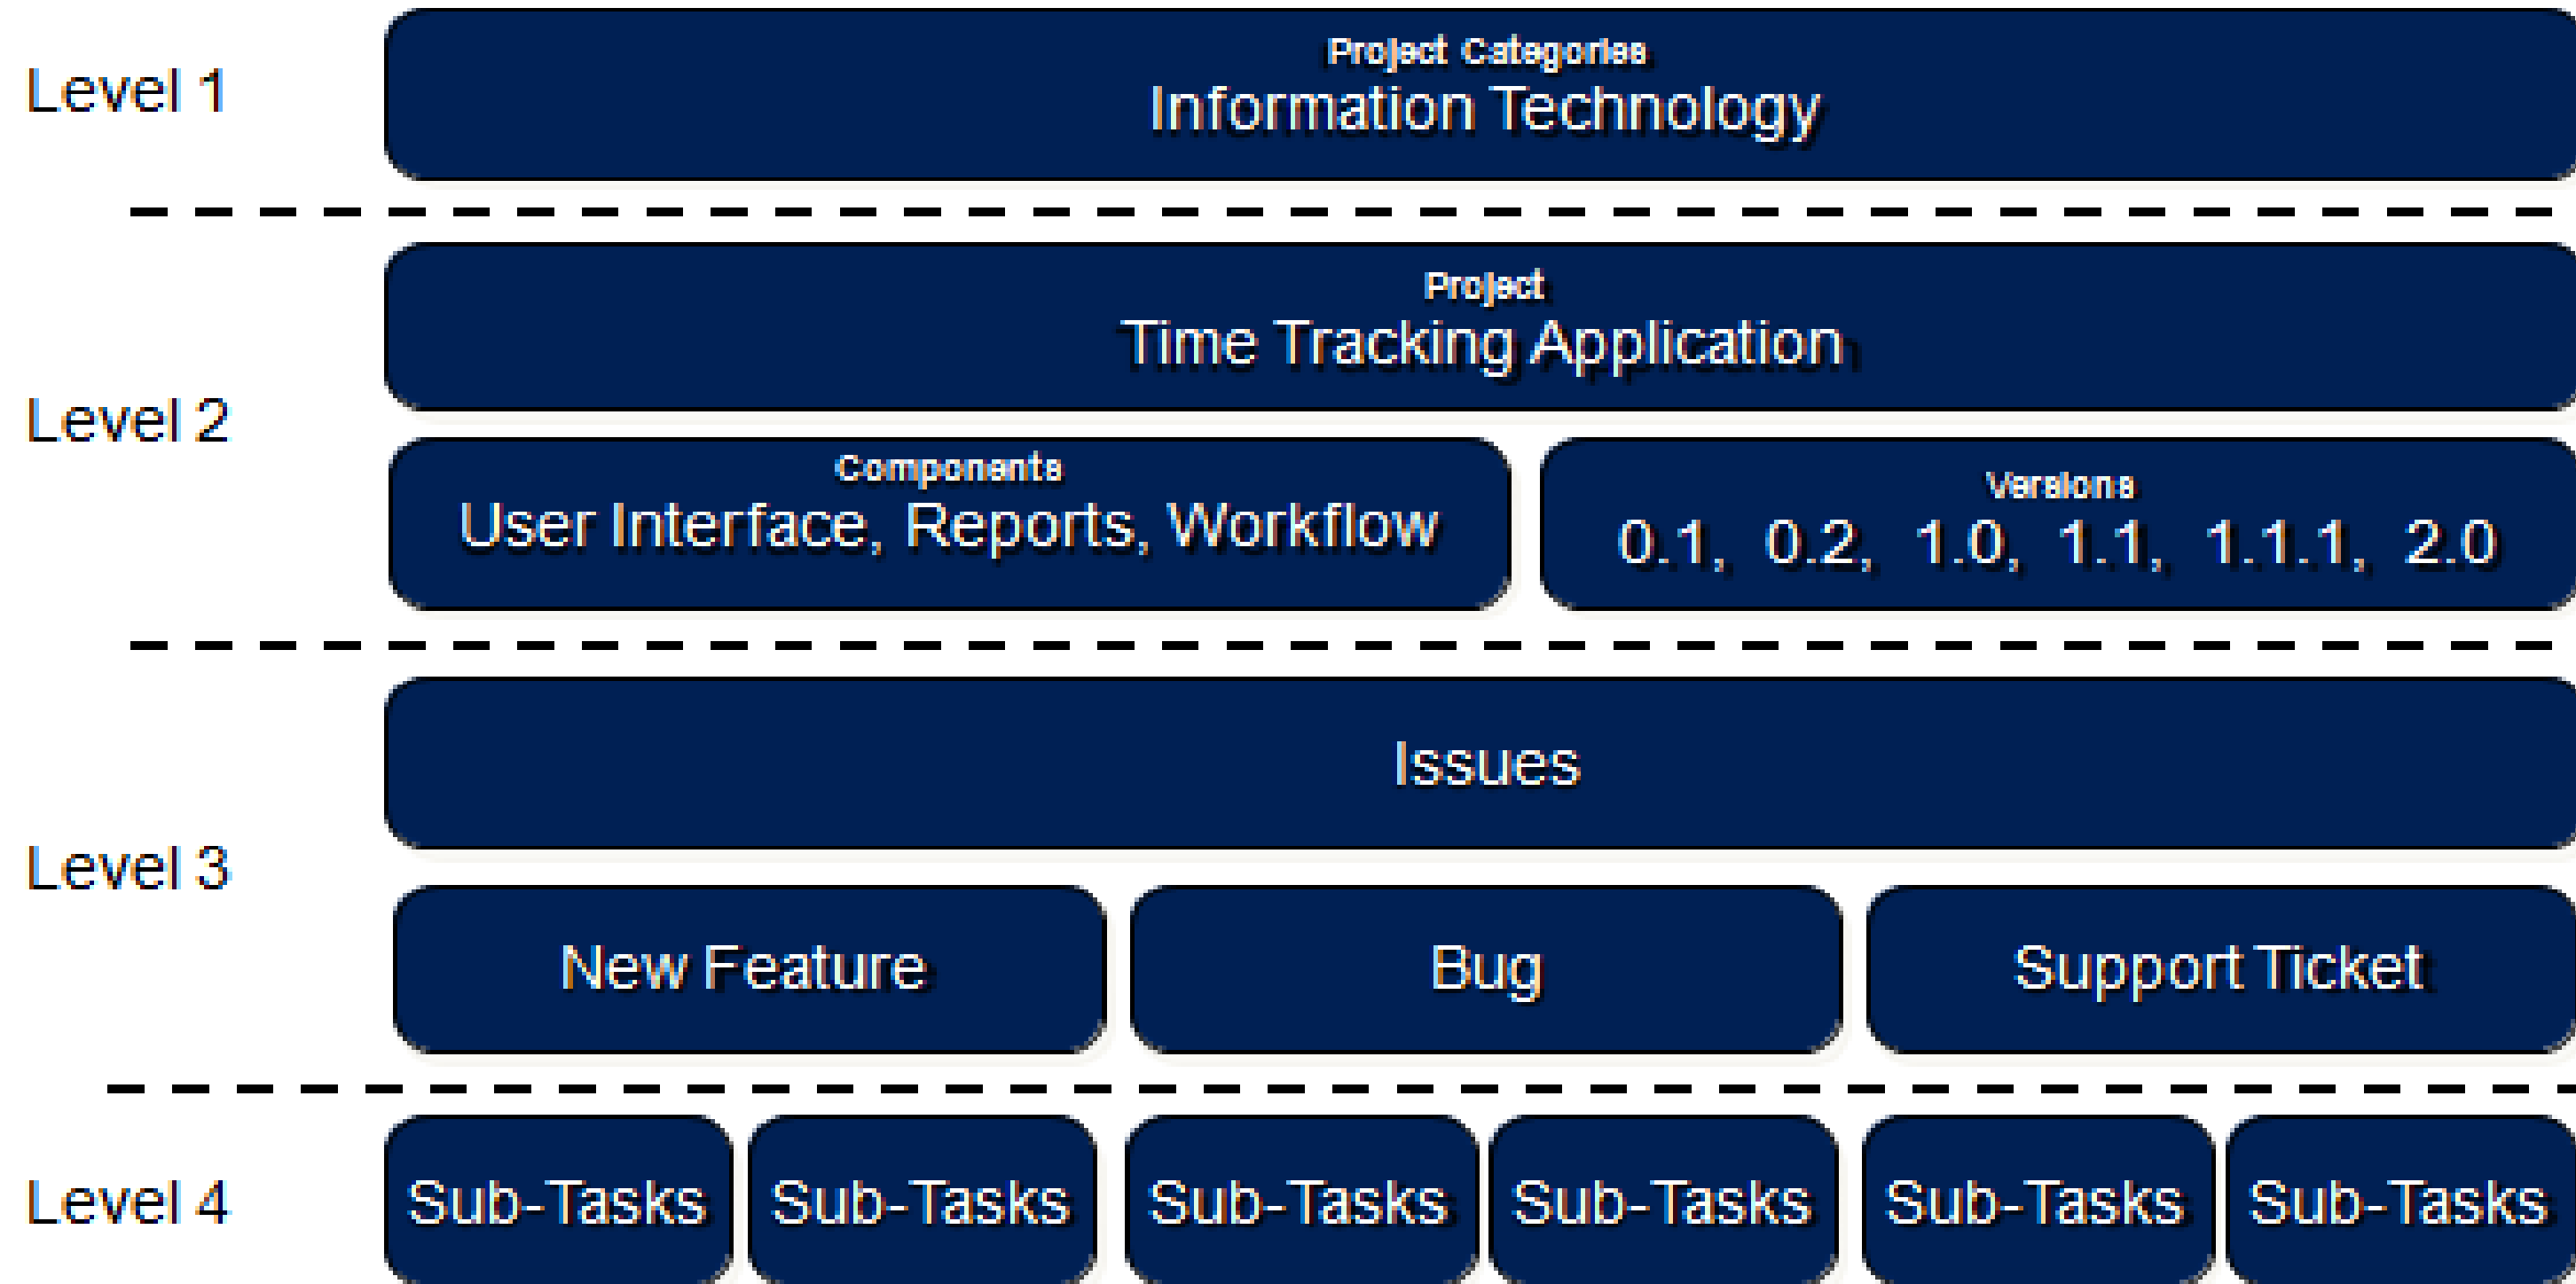 Level 1
Project Categories
Information Technology
Level 2
Project
Time Tracking Application
Components
User Interface, Reports, Workflow
Versions
0.1, 0.2, 1.0, 1.1, 1.1.1, 2.0
Level 3
Issues
New Feature
Bug
Support Ticket
Level 4
Sub-Tasks
Sub-Tasks
Sub-Tasks
Sub-Tasks
Sub-Tasks
Sub-Tasks